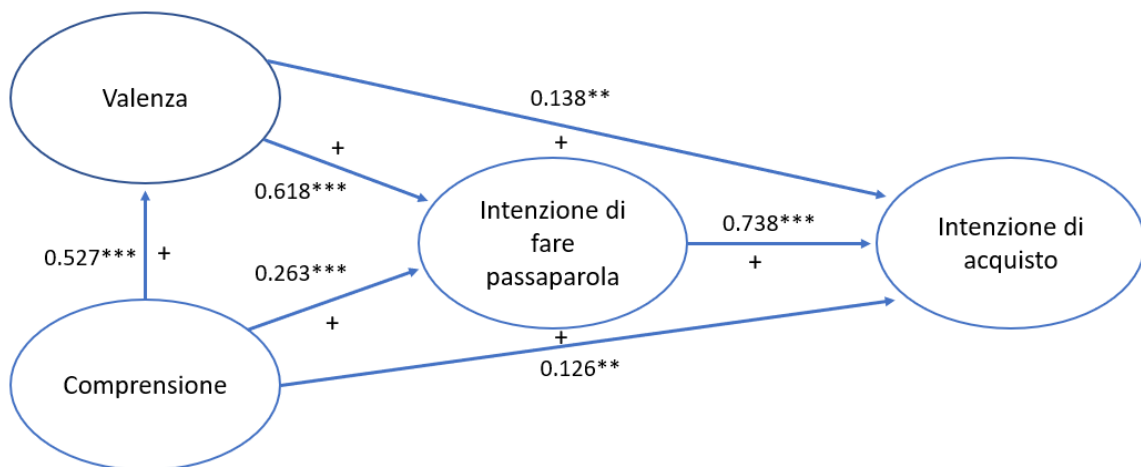 Valenza
0.138**
+
+
0.618***
Intenzione di
fare
passaparola
0.738***
+
Intenzione di
acquisto
0.527***
+
0.263***
+
+
0.126**
Comprensione